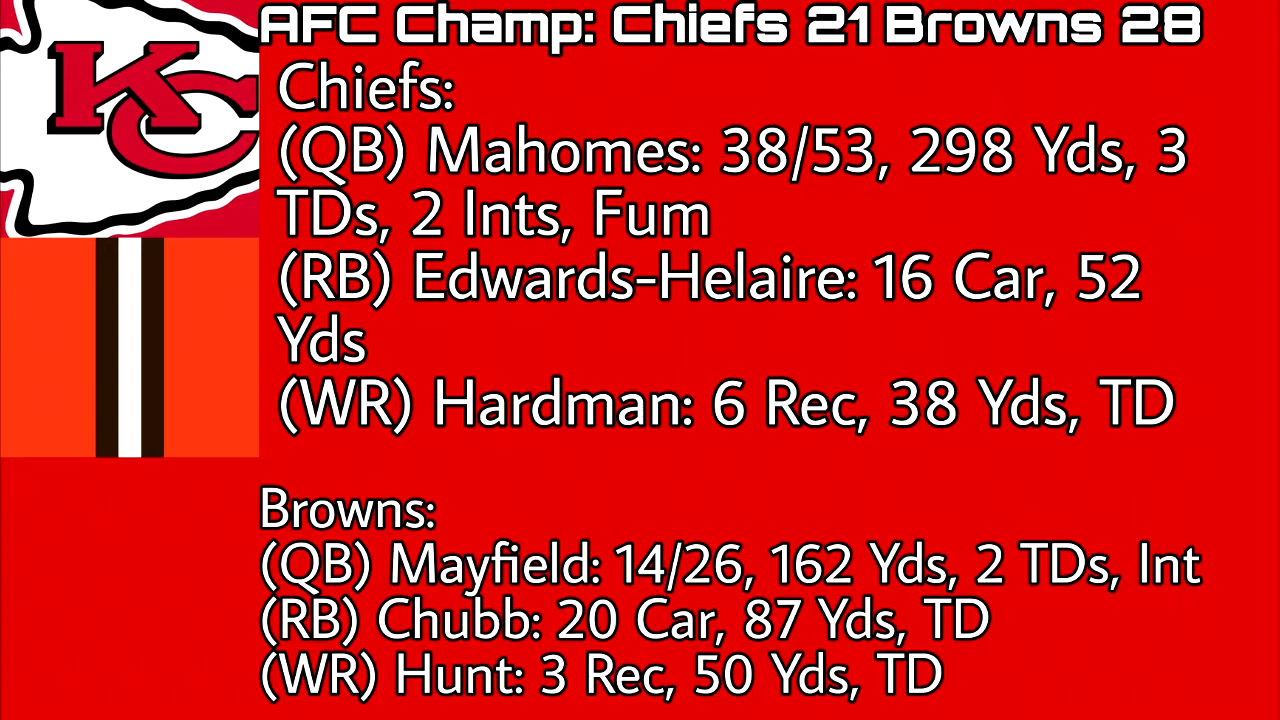 AFC Champ: Chiefs 21 Browns 28
KC
Chiefs:
(QB) Mahomes: 38/53, 298 Yds, 3
TDs, 2 Ints, Fum
(RB) Edwards-Helaire: 16 Car, 52
Yds
(WR) Hardman: 6 Rec, 38 Yds, TD
Browns:
(QB) Mayfield: 14/26, 162 Yds, 2 TDs, Int
(RB) Chubb: 20 Car, 87 Yds, TD
(WR) Hunt: 3 Rec, 50 Yds, TD